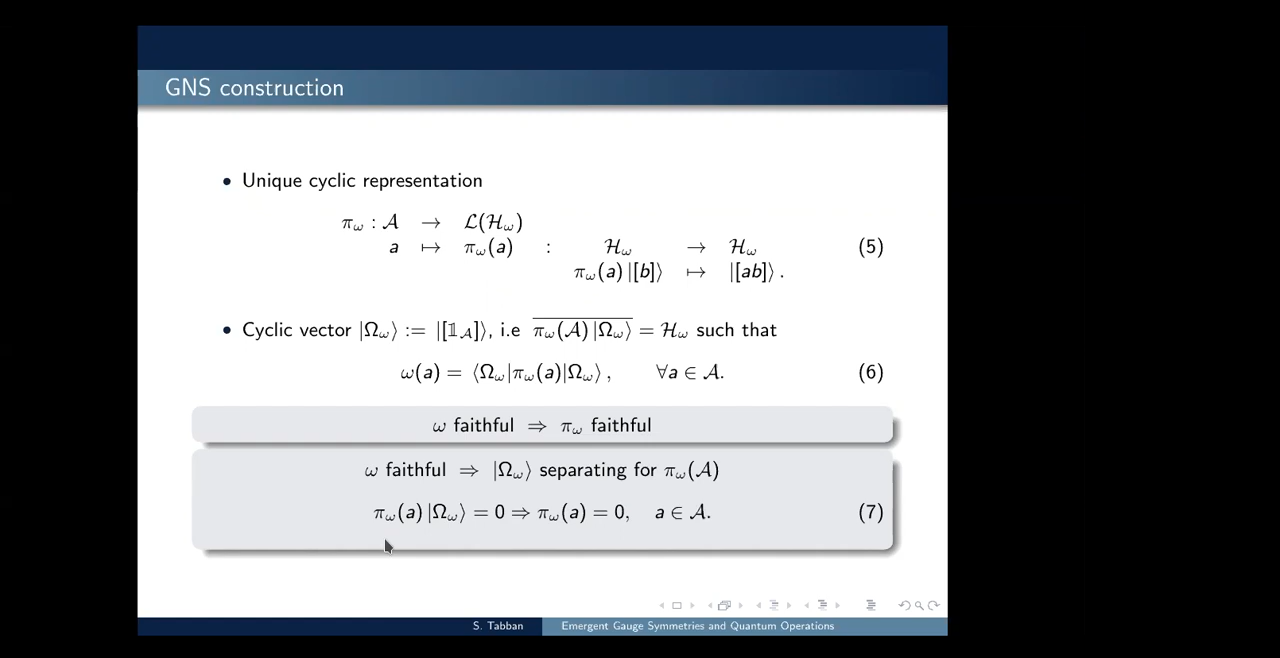 GNS construction
• Unique cyclic representation
π_ω : 𝒜 → ℒ(ℋ_ω)
a ↦ π_ω(a) : ℋ_ω → ℋ_ω (5)
π_ω(a) |[b]⟩ ↦ |[ab]⟩ .
• Cyclic vector |Ω_ω⟩ := |[𝟙_𝒜]⟩, i.e \overline{π_ω(𝒜) |Ω_ω⟩} = ℋ_ω such that
ω(a) = ⟨Ω_ω|π_ω(a)|Ω_ω⟩ , ∀a ∈ 𝒜. (6)
ω faithful ⇒ π_ω faithful
ω faithful ⇒ |Ω_ω⟩ separating for π_ω(𝒜)
π_ω(a) |Ω_ω⟩ = 0 ⇒ π_ω(a) = 0, a ∈ 𝒜. (7)
S. Tabban Emergent Gauge Symmetries and Quantum Operations